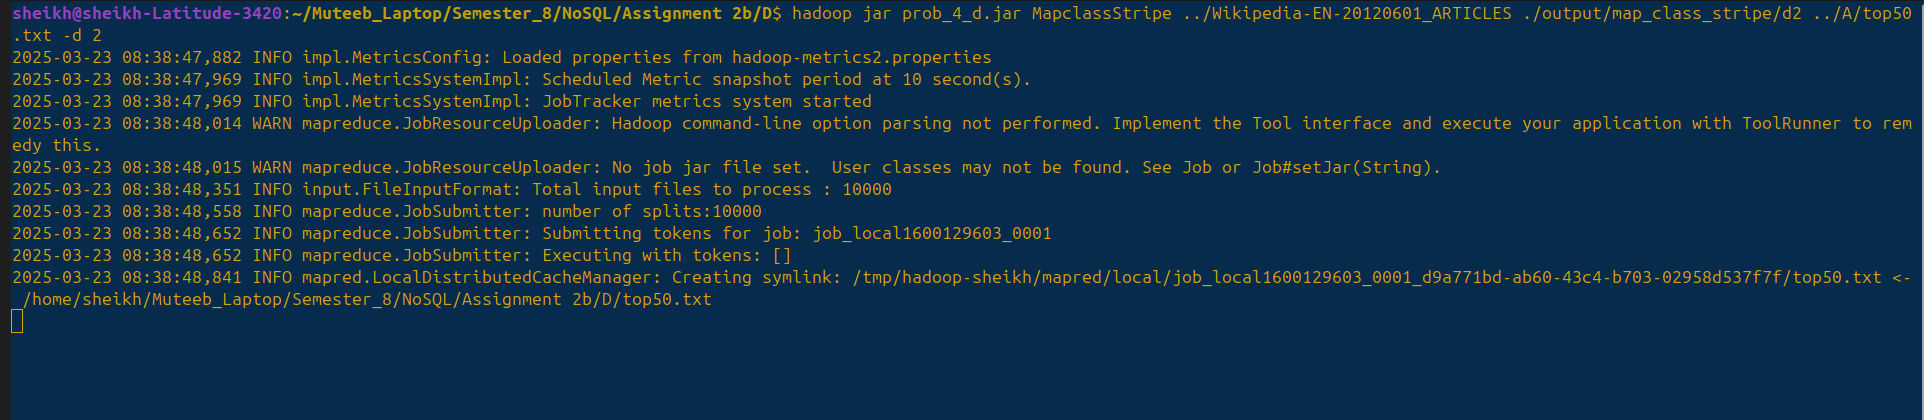 sheikh@sheikh-Latitude-3420:~/Muteeb_Laptop/Semester_8/NoSQL/Assignment 2b/D$ hadoop jar prob_4_d.jar MapclassStripe ../Wikipedia-EN-20120601_ARTICLES ./output/map_class_stripe/d2 ../A/top50
.txt -d 2
2025-03-23 08:38:47,882 INFO impl.MetricsConfig: Loaded properties from hadoop-metrics2.properties
2025-03-23 08:38:47,969 INFO impl.MetricsSystemImpl: Scheduled Metric snapshot period at 10 second(s).
2025-03-23 08:38:47,969 INFO impl.MetricsSystemImpl: JobTracker metrics system started
2025-03-23 08:38:48,014 WARN mapreduce.JobResourceUploader: Hadoop command-line option parsing not performed. Implement the Tool interface and execute your application with ToolRunner to rem
edy this.
2025-03-23 08:38:48,015 WARN mapreduce.JobResourceUploader: No job jar file set.  User classes may not be found. See Job or Job#setJar(String).
2025-03-23 08:38:48,351 INFO input.FileInputFormat: Total input files to process : 10000
2025-03-23 08:38:48,558 INFO mapreduce.JobSubmitter: number of splits:10000
2025-03-23 08:38:48,652 INFO mapreduce.JobSubmitter: Submitting tokens for job: job_local1600129603_0001
2025-03-23 08:38:48,652 INFO mapreduce.JobSubmitter: Executing with tokens: []
2025-03-23 08:38:48,841 INFO mapred.LocalDistributedCacheManager: Creating symlink: /tmp/hadoop-sheikh/mapred/local/job_local1600129603_0001_d9a771bd-ab60-43c4-b703-02958d537f7f/top50.txt <-
 /home/sheikh/Muteeb_Laptop/Semester_8/NoSQL/Assignment 2b/D/top50.txt